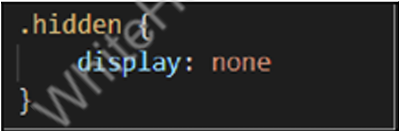 .hidden {
display: none
}